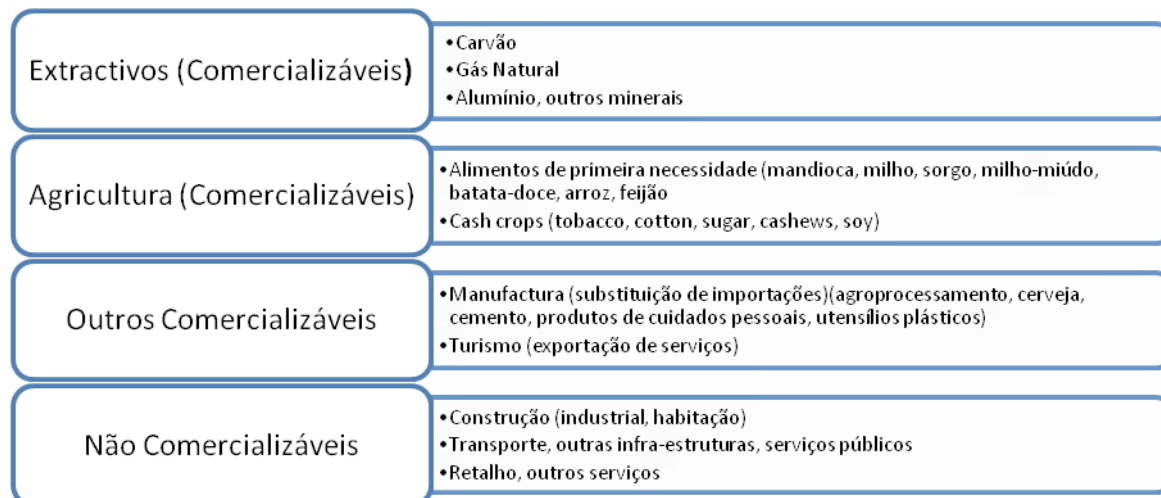 Extractivos (Comercializáveis)
•Carvão
•Gás Natural
•Alumínio, outros minerais
Agricultura (Comercializáveis)
•Alimentos de primeira necessidade (mandioca, milho, sorgo, milho-miúdo,
batata-doce, arroz, feijão
•Cash crops (tobacco, cotton, sugar, cashews, soy)
Outros Comercializáveis
•Manufactura (substituição de importações)(agroprocessamento, cerveja,
cemento, produtos de cuidados pessoais, utensílios plásticos)
•Turismo (exportação de serviços)
Não Comercializáveis
•Construção (industrial, habitação)
•Transporte, outras infra-estruturas, serviços públicos
•Retalho, outros serviços